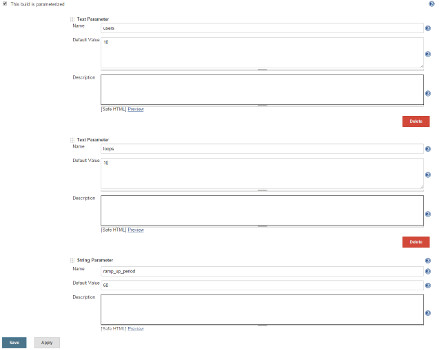 This build is parameterized
Text Parameter
Name
users
Default Value
10
Description
[Safe HTML] Preview
Delete
Text Parameter
Name
loops
Default Value
10
Description
[Safe HTML] Preview
Delete
String Parameter
Name
ramp_up_period
Default Value
60
Description
[Safe HTML] Preview
Save
Apply